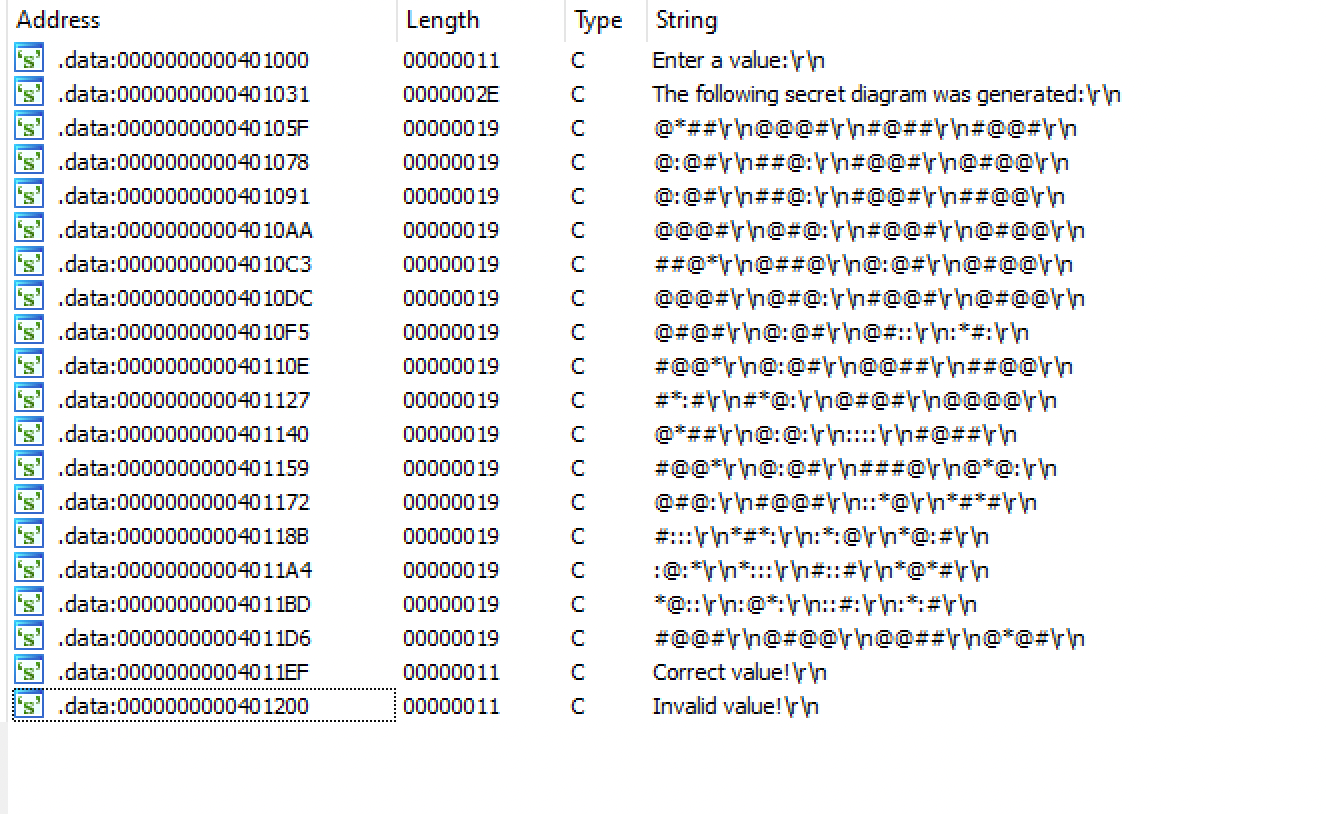 Address Length Type String
's' .data:0000000000401000 00000011 C Enter a value:\r\n
's' .data:0000000000401031 0000002E C The following secret diagram was generated:\r\n
's' .data:000000000040105F 00000019 C @*##\r\n@@@#\r\n#@##\r\n#@@#\r\n
's' .data:0000000000401078 00000019 C @:@#\r\n##@:\r\n#@@#\r\n@#@@\r\n
's' .data:0000000000401091 00000019 C @:@#\r\n##@:\r\n#@@#\r\n##@@\r\n
's' .data:00000000004010AA 00000019 C @@@#\r\n@#@:\r\n#@@#\r\n@#@@\r\n
's' .data:00000000004010C3 00000019 C ##@*\r\n@##@\r\n@:@#\r\n@#@@\r\n
's' .data:00000000004010DC 00000019 C @@@#\r\n@#@:\r\n#@@#\r\n@#@@\r\n
's' .data:00000000004010F5 00000019 C @#@#\r\n@:@#\r\n@#::\r\n:*#:\r\n
's' .data:000000000040110E 00000019 C #@@*\r\n@:@#\r\n@@##\r\n##@@\r\n
's' .data:0000000000401127 00000019 C #*:#\r\n#*@:\r\n@#@#\r\n@@@@\r\n
's' .data:0000000000401140 00000019 C @*##\r\n@:@:\r\n::::\r\n#@##\r\n
's' .data:0000000000401159 00000019 C #@@*\r\n@:@#\r\n###@\r\n@*@:\r\n
's' .data:0000000000401172 00000019 C @#@:\r\n#@@#\r\n::*@\r\n*#*#\r\n
's' .data:000000000040118B 00000019 C #:::\r\n*#*:\r\n:*:@\r\n*@:#\r\n
's' .data:00000000004011A4 00000019 C :@:*\r\n*:::\r\n#::#\r\n*@*#\r\n
's' .data:00000000004011BD 00000019 C *@::\r\n:@*:\r\n::#:\r\n:*:#\r\n
's' .data:00000000004011D6 00000019 C #@@#\r\n@#@@\r\n@@##\r\n@*@#\r\n
's' .data:00000000004011EF 00000011 C Correct value!\r\n
's' .data:0000000000401200 00000011 C Invalid value!\r\n